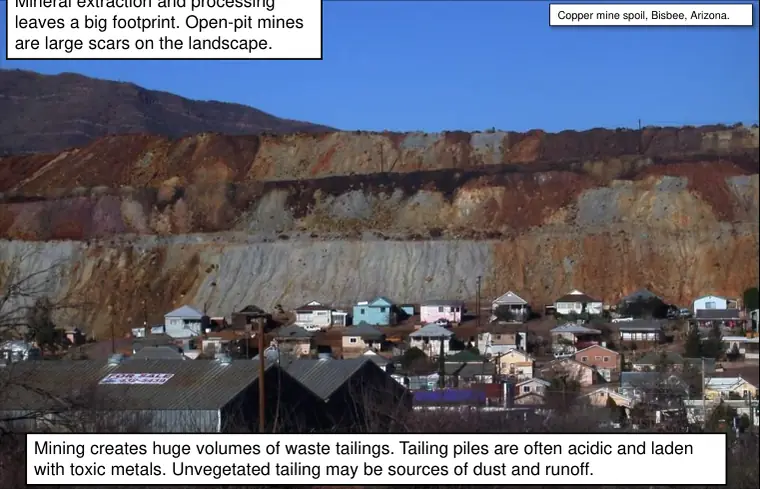 Mineral extraction and processing
leaves a big footprint. Open-pit mines
are large scars on the landscape.
Copper mine spoil, Bisbee, Arizona.
FOR SALE
Mining creates huge volumes of waste tailings. Tailing piles are often acidic and laden
with toxic metals. Unvegetated tailing may be sources of dust and runoff.